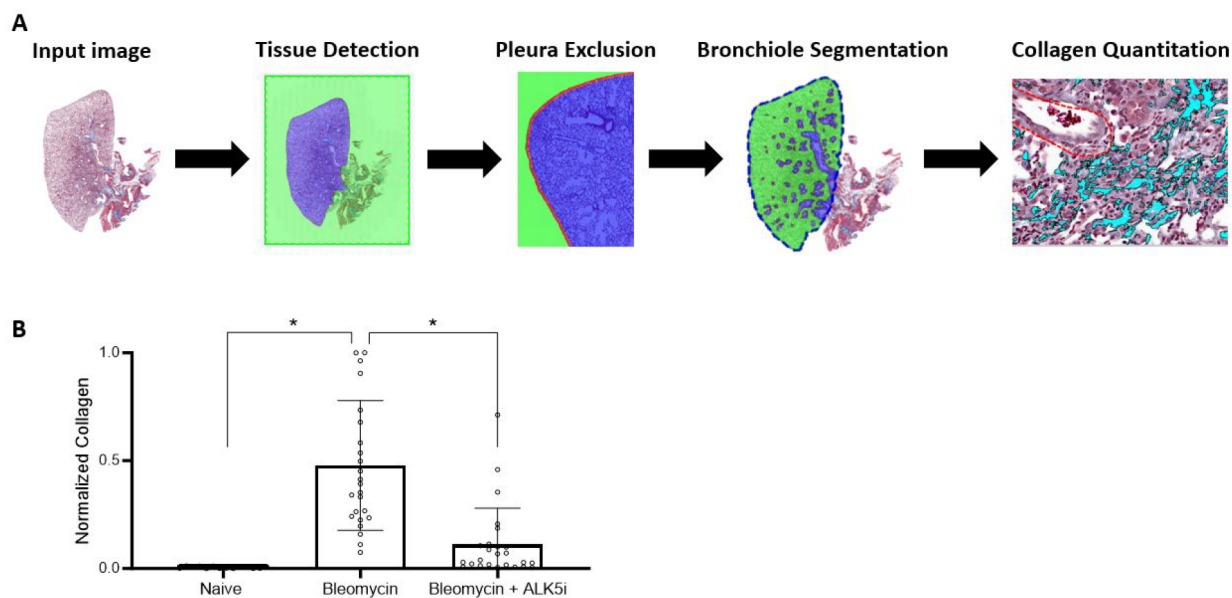 A
Input image
Tissue Detection
Pleura Exclusion
Bronchiole Segmentation
Collagen Quantitation
B
*
*
Normalized Collagen
1.0
0.5
0.0
Naive
Bleomycin
Bleomycin + ALK5i